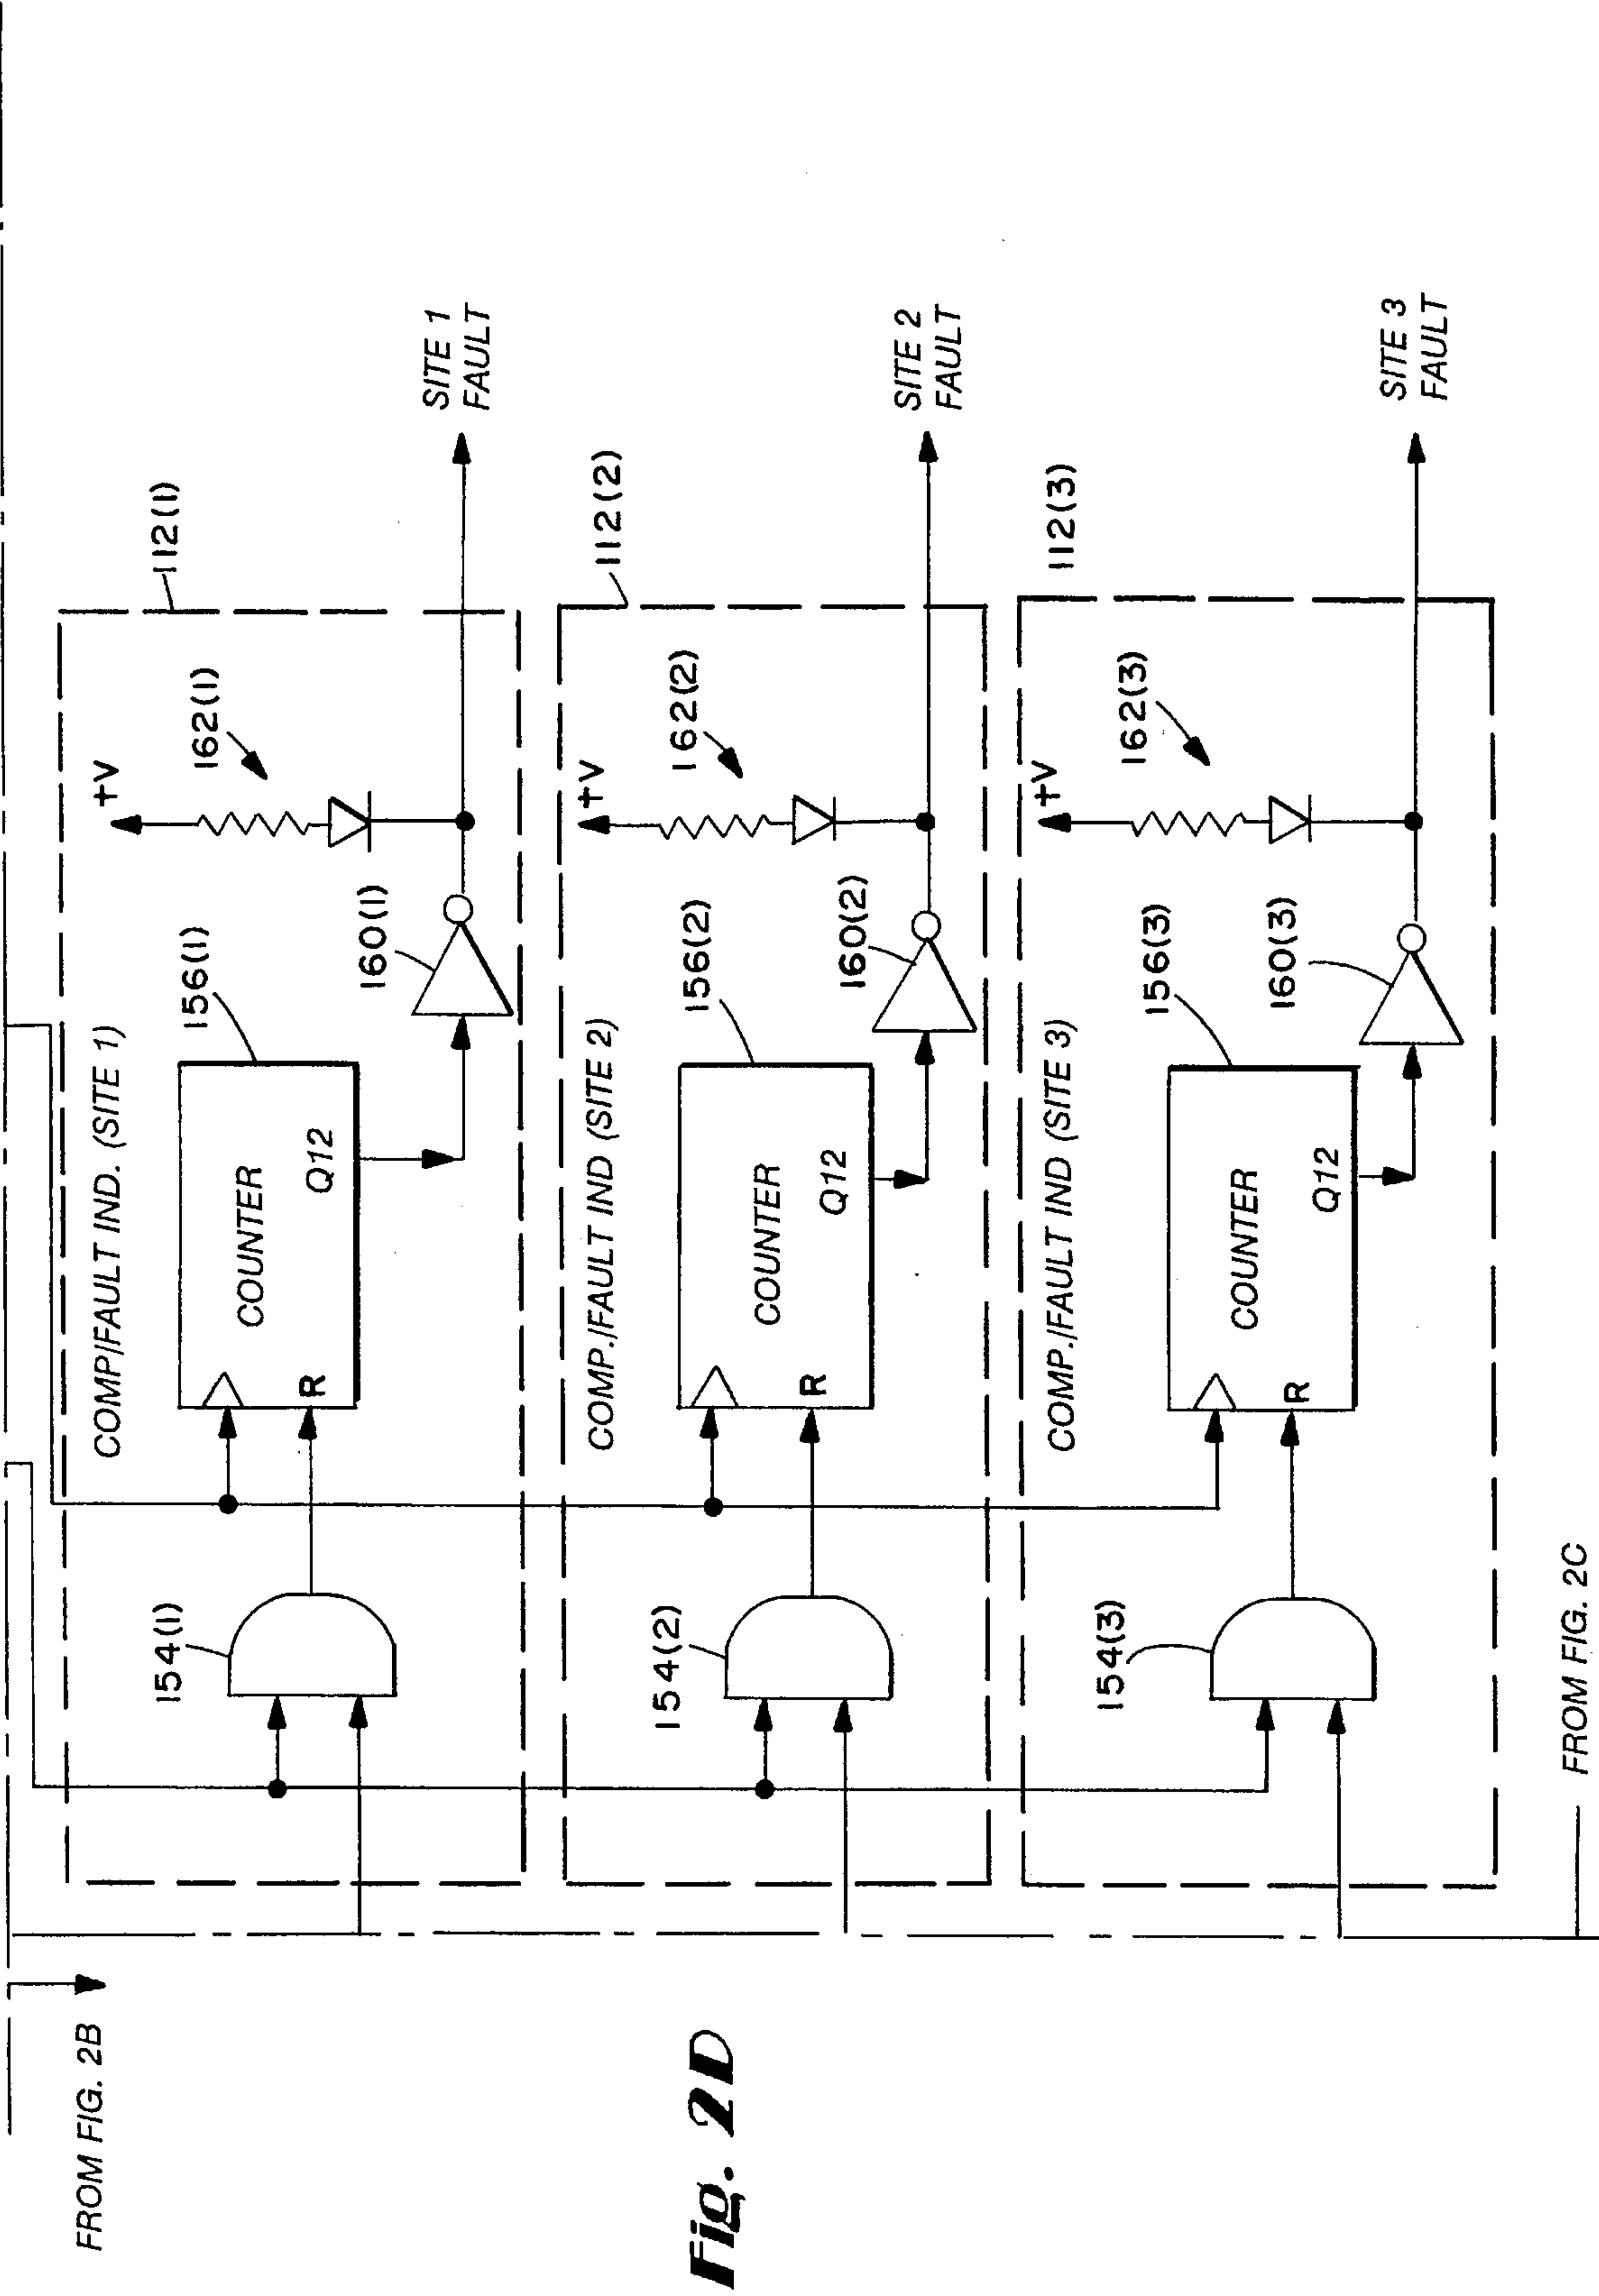 FROM FIG. 2B
COMP/FAULT IND. (SITE 1)
112(1)
154(1)
COUNTER
R
Q12
156(1)
160(1)
162(1)
+V
SITE 1
FAULT
COMP./FAULT IND (SITE 2)
112(2)
154(2)
COUNTER
R
Q12
156(2)
160(2)
162(2)
+V
SITE 2
FAULT
COMP./FAULT IND (SITE 3)
112(3)
154(3)
COUNTER
R
Q12
156(3)
160(3)
162(3)
+V
SITE 3
FAULT
FROM FIG. 2C
Fig. 2D